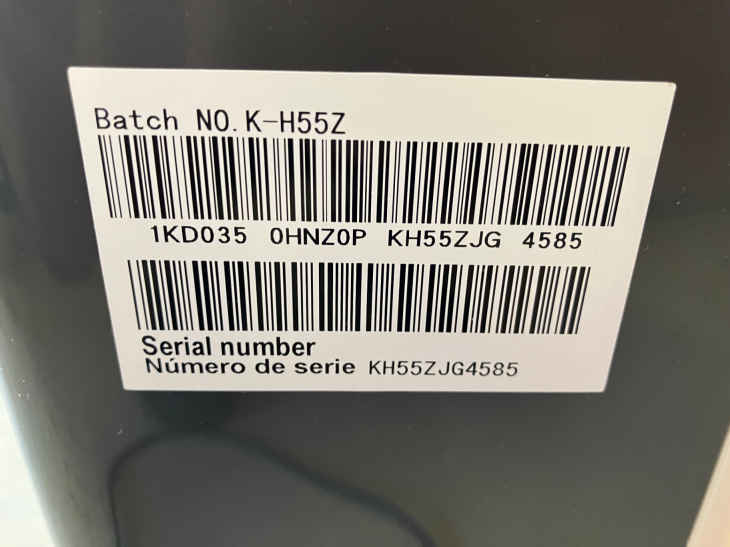 Batch NO. K-H55Z
1KD035 0HNZ0P KH55ZJG 4585
Serial number
Número de serie KH55ZJG4585